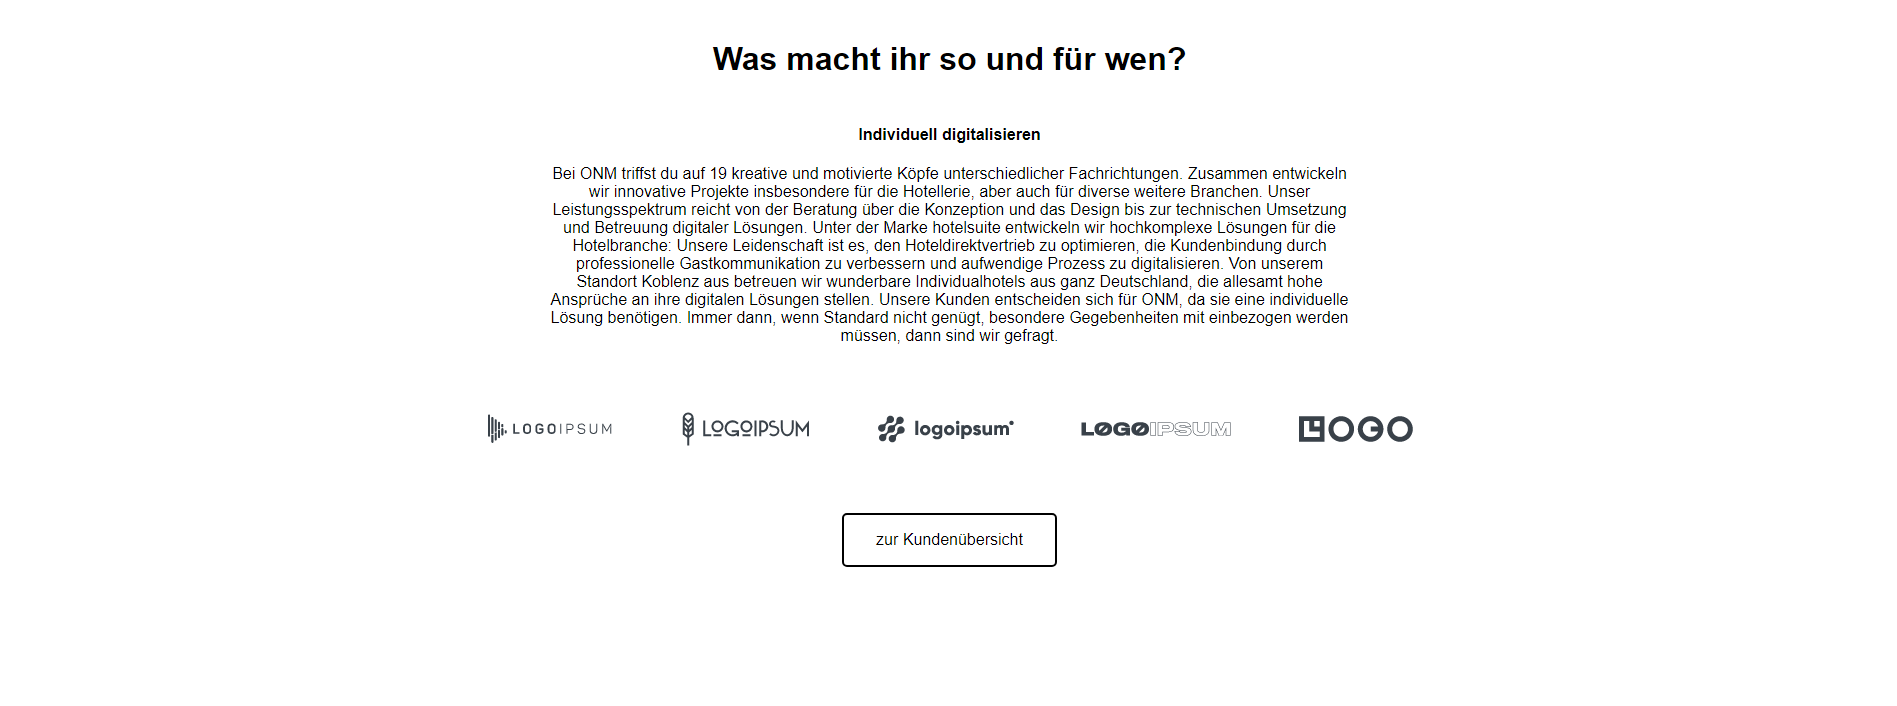 Was macht ihr so und für wen?
Individuell digitalisieren
Bei ONM triffst du auf 19 kreative und motivierte Köpfe unterschiedlicher Fachrichtungen. Zusammen entwickeln
wir innovative Projekte insbesondere für die Hotellerie, aber auch für diverse weitere Branchen. Unser
Leistungsspektrum reicht von der Beratung über die Konzeption und das Design bis zur technischen Umsetzung
und Betreuung digitaler Lösungen. Unter der Marke hotelsuite entwickeln wir hochkomplexe Lösungen für die
Hotelbranche: Unsere Leidenschaft ist es, den Hoteldirektvertrieb zu optimieren, die Kundenbindung durch
professionelle Gastkommunikation zu verbessern und aufwendige Prozess zu digitalisieren. Von unserem
Standort Koblenz aus betreuen wir wunderbare Individualhotels aus ganz Deutschland, die allesamt hohe
Ansprüche an ihre digitalen Lösungen stellen. Unsere Kunden entscheiden sich für ONM, da sie eine individuelle
Lösung benötigen. Immer dann, wenn Standard nicht genügt, besondere Gegebenheiten mit einbezogen werden
müssen, dann sind wir gefragt.
LOGOIPSUM LOGOIPSUM logoipsum LOGOIPSUM LOGO
zur Kundenübersicht